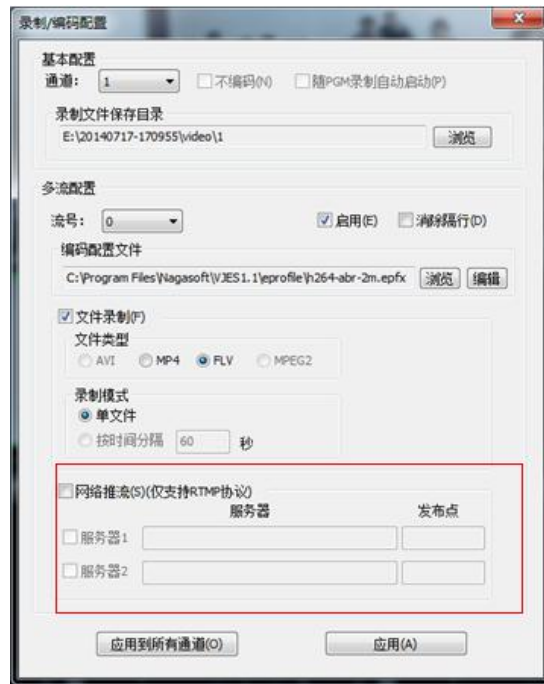 录制/编码配置
基本配置
通道: 1 不编码(N) 随PGM录制自动启动(P)
录制文件保存目录
E:\20140717-170955\video\1 浏览
多流配置
流号: 0 启用(E) 消除隔行(D)
编码配置文件
C:\Program Files\Nagasoft\VJES1.1\eprofile\h264-abr-2m.epfx 浏览 编辑
文件录制(F)
文件类型
AVI MP4 FLV MPEG2
录制模式
单文件
按时间分隔 60 秒
网络推流(S)(仅支持RTMP协议)
服务器 发布点
服务器1
服务器2
应用到所有通道(O) 应用(A)